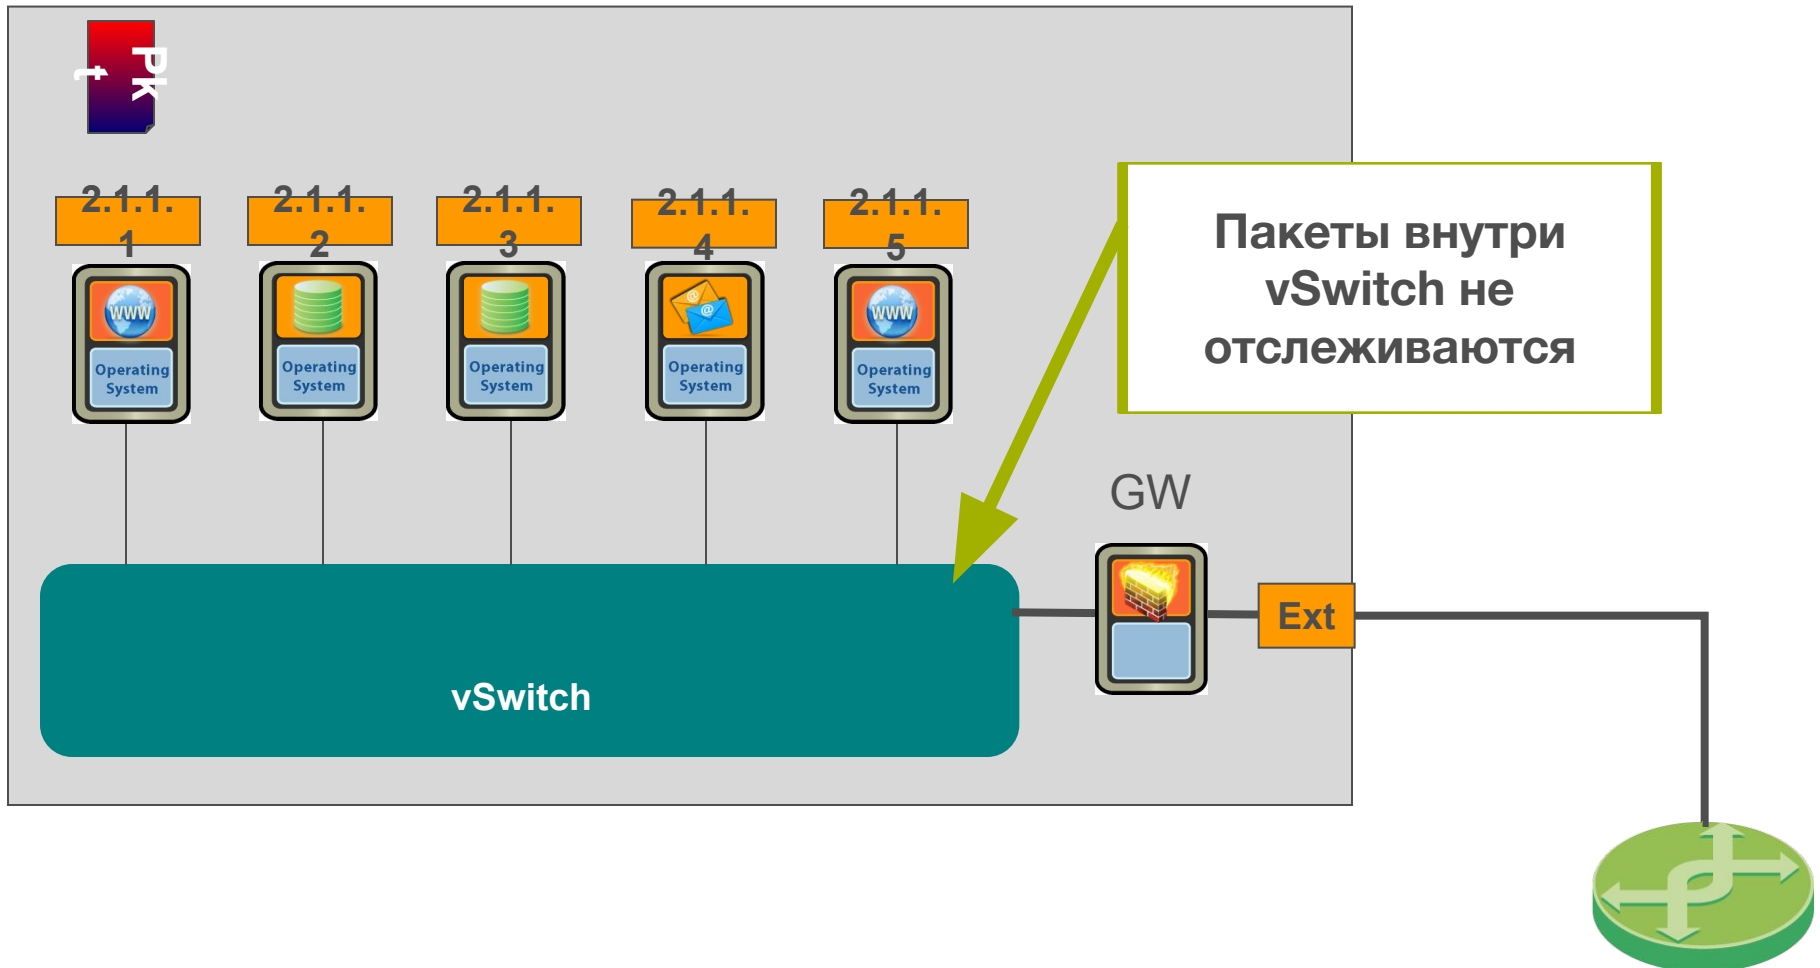 Pk
t
2.1.1.
1
2.1.1.
2
2.1.1.
3
2.1.1.
4
2.1.1.
5
www
Operating
System
@
@
Operating
System
Operating
System
Operating
System
www
Operating
System
Пакеты внутри
vSwitch не
отслеживаются
GW
Ext
vSwitch